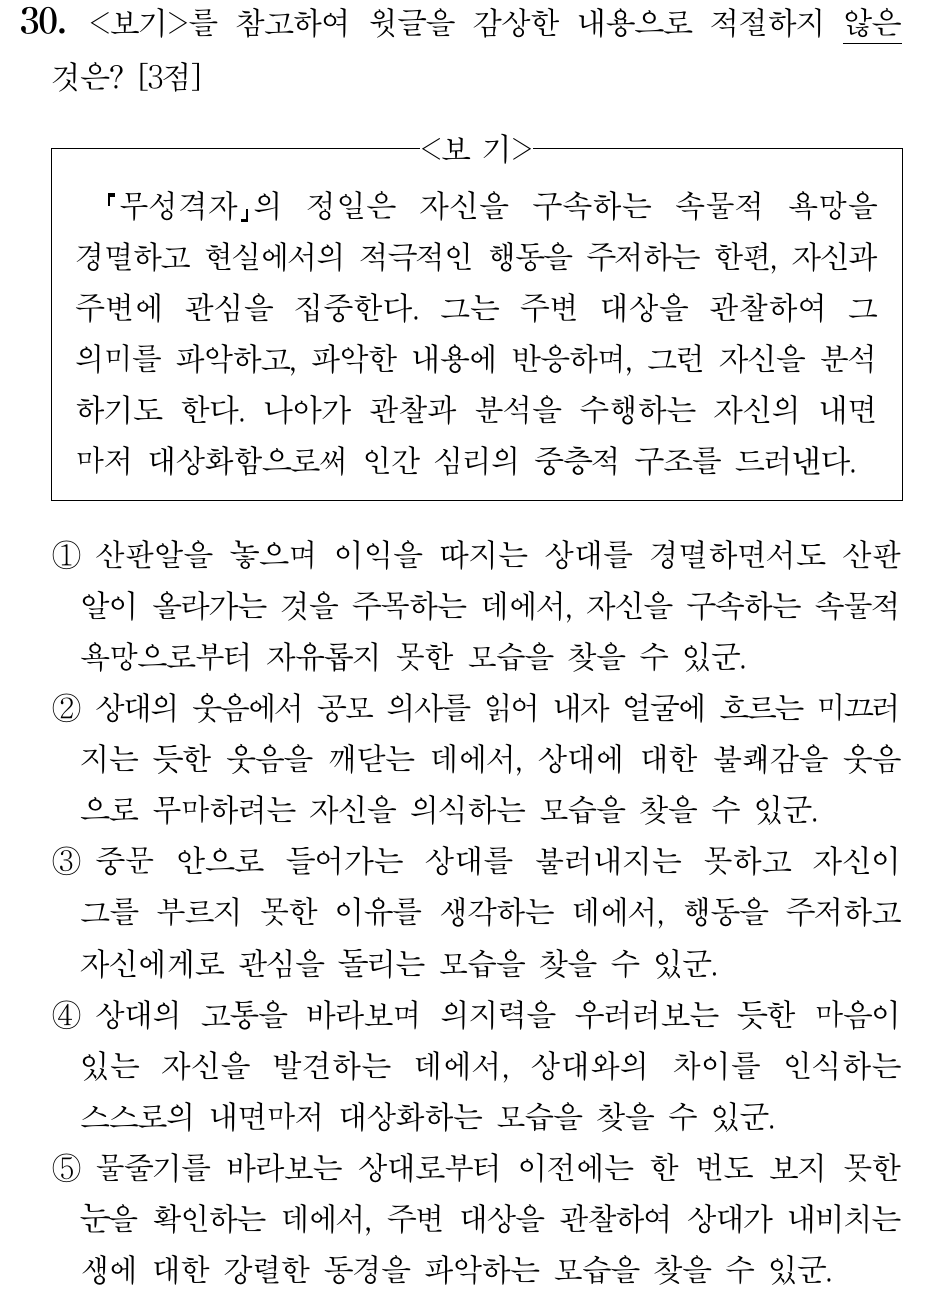 30. <보기>를 참고하여 윗글을 감상한 내용으로 적절하지 않은
것은? [3점]
<보 기>
『무성격자』의 정일은 자신을 구속하는 속물적 욕망을
경멸하고 현실에서의 적극적인 행동을 주저하는 한편, 자신과
주변에 관심을 집중한다. 그는 주변 대상을 관찰하여 그
의미를 파악하고, 파악한 내용에 반응하며, 그런 자신을 분석
하기도 한다. 나아가 관찰과 분석을 수행하는 자신의 내면
마저 대상화함으로써 인간 심리의 중층적 구조를 드러낸다.
① 산판알을 놓으며 이익을 따지는 상대를 경멸하면서도 산판
알이 올라가는 것을 주목하는 데에서, 자신을 구속하는 속물적
욕망으로부터 자유롭지 못한 모습을 찾을 수 있군.
② 상대의 웃음에서 공모 의사를 읽어 내자 얼굴에 흐르는 미끄러
지는 듯한 웃음을 깨닫는 데에서, 상대에 대한 불쾌감을 웃음
으로 무마하려는 자신을 의식하는 모습을 찾을 수 있군.
③ 중문 안으로 들어가는 상대를 불러내지는 못하고 자신이
그를 부르지 못한 이유를 생각하는 데에서, 행동을 주저하고
자신에게로 관심을 돌리는 모습을 찾을 수 있군.
④ 상대의 고통을 바라보며 의지력을 우러러보는 듯한 마음이
있는 자신을 발견하는 데에서, 상대와의 차이를 인식하는
스스로의 내면마저 대상화하는 모습을 찾을 수 있군.
⑤ 물줄기를 바라보는 상대로부터 이전에는 한 번도 보지 못한
눈을 확인하는 데에서, 주변 대상을 관찰하여 상대가 내비치는
생에 대한 강렬한 동경을 파악하는 모습을 찾을 수 있군.